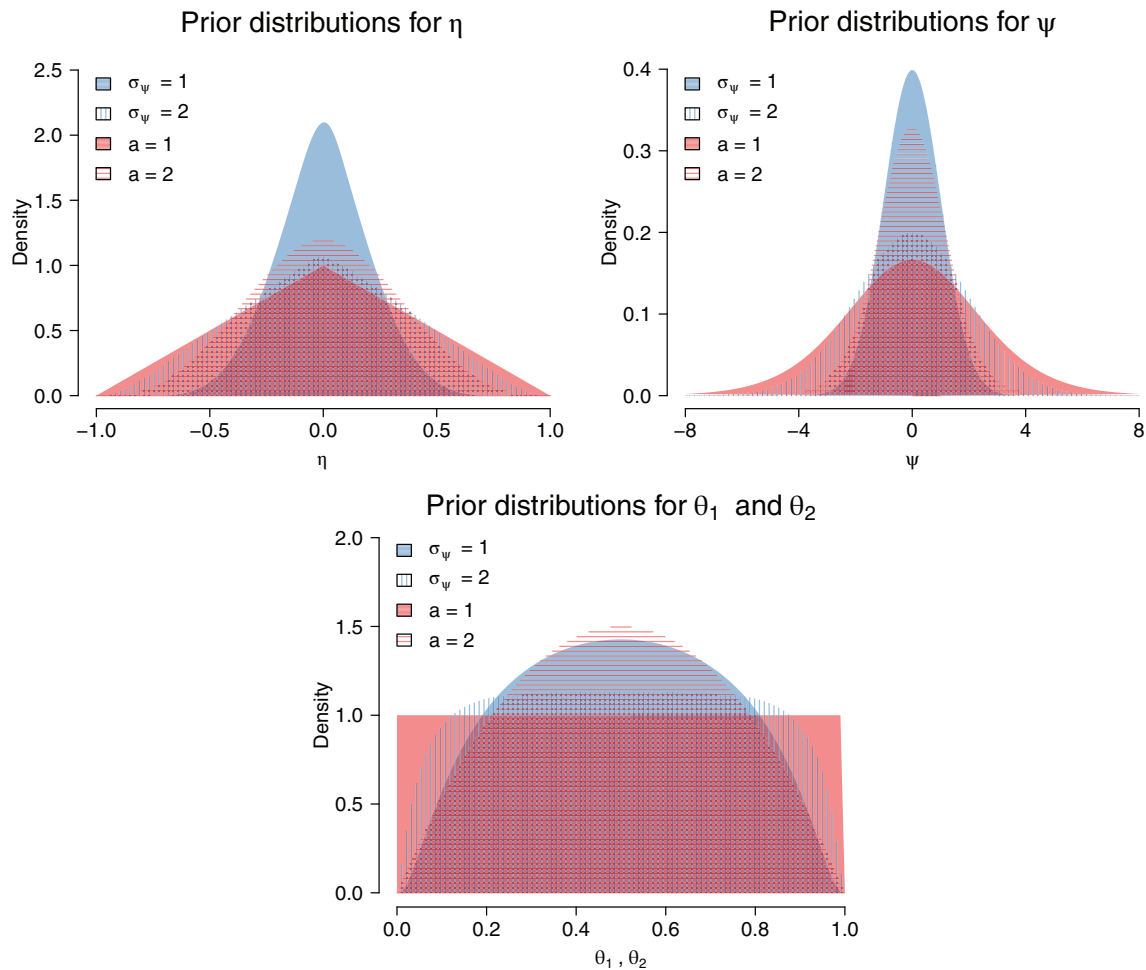 Prior distributions for η
2.5
2.0
1.5
1.0
0.5
0.0
Density
σψ = 1
σψ = 2
a = 1
a = 2
−1.0 −0.5 0.0 0.5 1.0
η
Prior distributions for ψ
0.4
0.3
0.2
0.1
0.0
Density
σψ = 1
σψ = 2
a = 1
a = 2
−8 −4 0 4 8
ψ
Prior distributions for θ1 and θ2
2.0
1.5
1.0
0.5
0.0
Density
σψ = 1
σψ = 2
a = 1
a = 2
0.0 0.2 0.4 0.6 0.8 1.0
θ1 , θ2